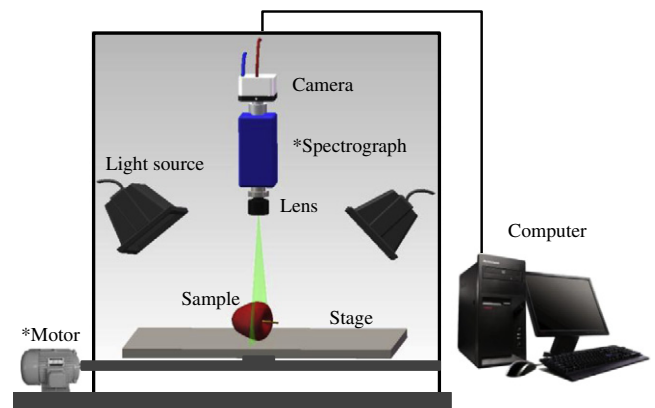 Camera
*Spectrograph
Light source
Lens
Computer
Sample
Stage
*Motor